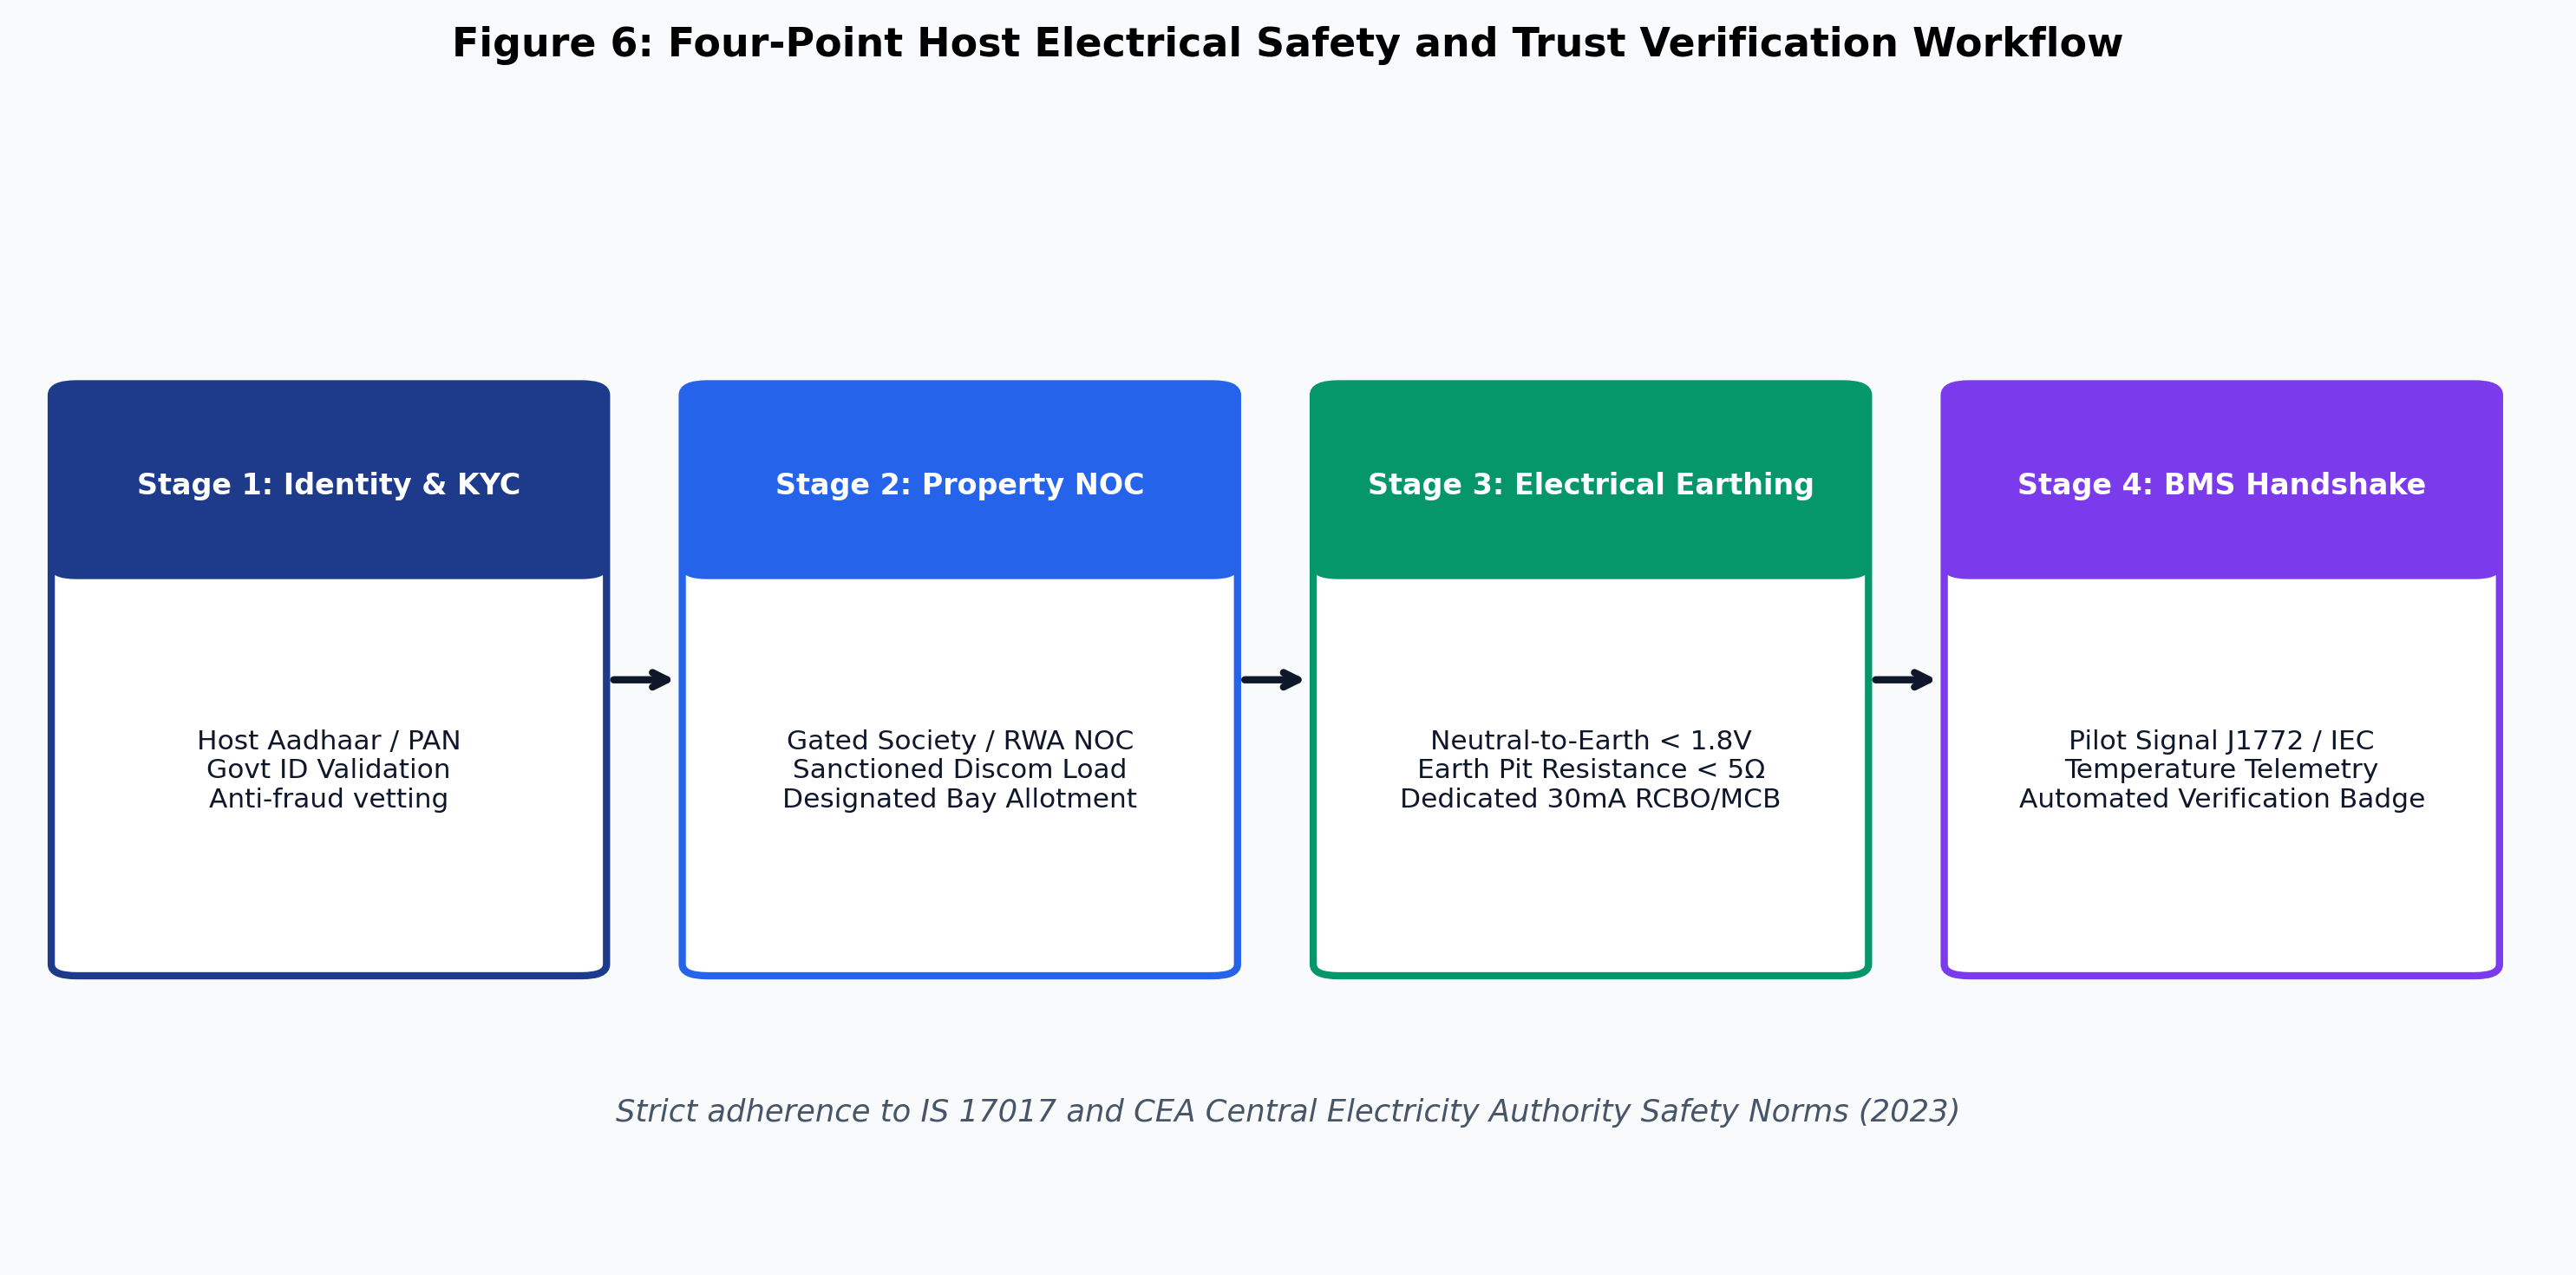 Figure 6: Four-Point Host Electrical Safety and Trust Verification Workflow
Stage 1: Identity & KYC
Host Aadhaar / PAN
Govt ID Validation
Anti-fraud vetting
Stage 2: Property NOC
Gated Society / RWA NOC
Sanctioned Discom Load
Designated Bay Allotment
Stage 3: Electrical Earthing
Neutral-to-Earth < 1.8V
Earth Pit Resistance < 5Ω
Dedicated 30mA RCBO/MCB
Stage 4: BMS Handshake
Pilot Signal J1772 / IEC
Temperature Telemetry
Automated Verification Badge
Strict adherence to IS 17017 and CEA Central Electricity Authority Safety Norms (2023)